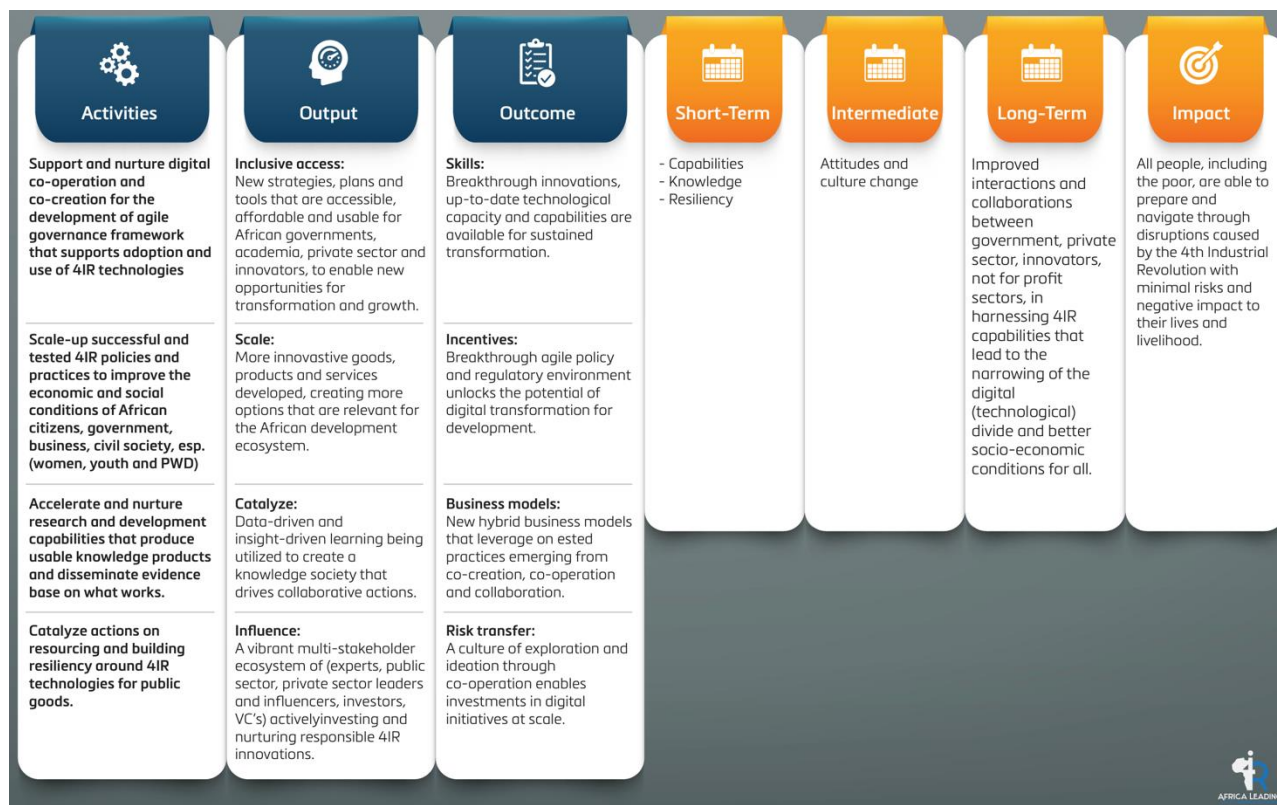 Activities
Support and nurture digital
co-operation and
co-creation for the
development of agile
governance framework
that supports adoption and
use of 4IR technologies
Scale-up successful and
tested 4IR policies and
practices to improve the
economic and social
conditions of African
citizens, government,
business, civil society, esp.
(women, youth and PWD)
Accelerate and nurture
research and development
capabilities that produce
usable knowledge products
and disseminate evidence
base on what works.
Catalyze actions on
resourcing and building
resiliency around 4IR
technologies for public
goods.
Output
Inclusive access:
New strategies, plans and
tools that are accessible,
affordable and usable for
African governments,
academia, private sector and
innovators, to enable new
opportunities for
transformation and growth.
Scale:
More innovastive goods,
products and services
developed, creating more
options that are relevant for
the African development
ecosystem.
Catalyze:
Data-driven and
insight-driven learning being
utilized to create a
knowledge society that
drives collaborative actions.
Influence:
A vibrant multi-stakeholder
ecosystem of (experts, public
sector, private sector leaders
and influencers, investors,
VC's) activelyinvesting and
nurturing responsible 4IR
innovations.
Outcome
Skills:
Breakthrough innovations,
up-to-date technological
capacity and capabilities are
available for sustained
transformation.
Incentives:
Breakthrough agile policy
and regulatory environment
unlocks the potential of
digital transformation for
development.
Business models:
New hybrid business models
that leverage on ested
practices emerging from
co-creation, co-operation
and collaboration.
Risk transfer:
A culture of exploration and
ideation through
co-operation enables
investments in digital
initiatives at scale.
Short-Term
- Capabilities
- Knowledge
- Resiliency
Intermediate
Attitudes and
culture change
Long-Term
Improved
interactions and
collaborations
between
government, private
sector, innovators,
not for profit
sectors, in
harnessing 4IR
capabilities that
lead to the
narrowing of the
digital
(technological)
divide and better
socio-economic
conditions for all.
Impact
All people, including
the poor, are able to
prepare and
navigate through
disruptions caused
by the 4th Industrial
Revolution with
minimal risks and
negative impact to
their lives and
livelihood.
4iR
AFRICA LEADING